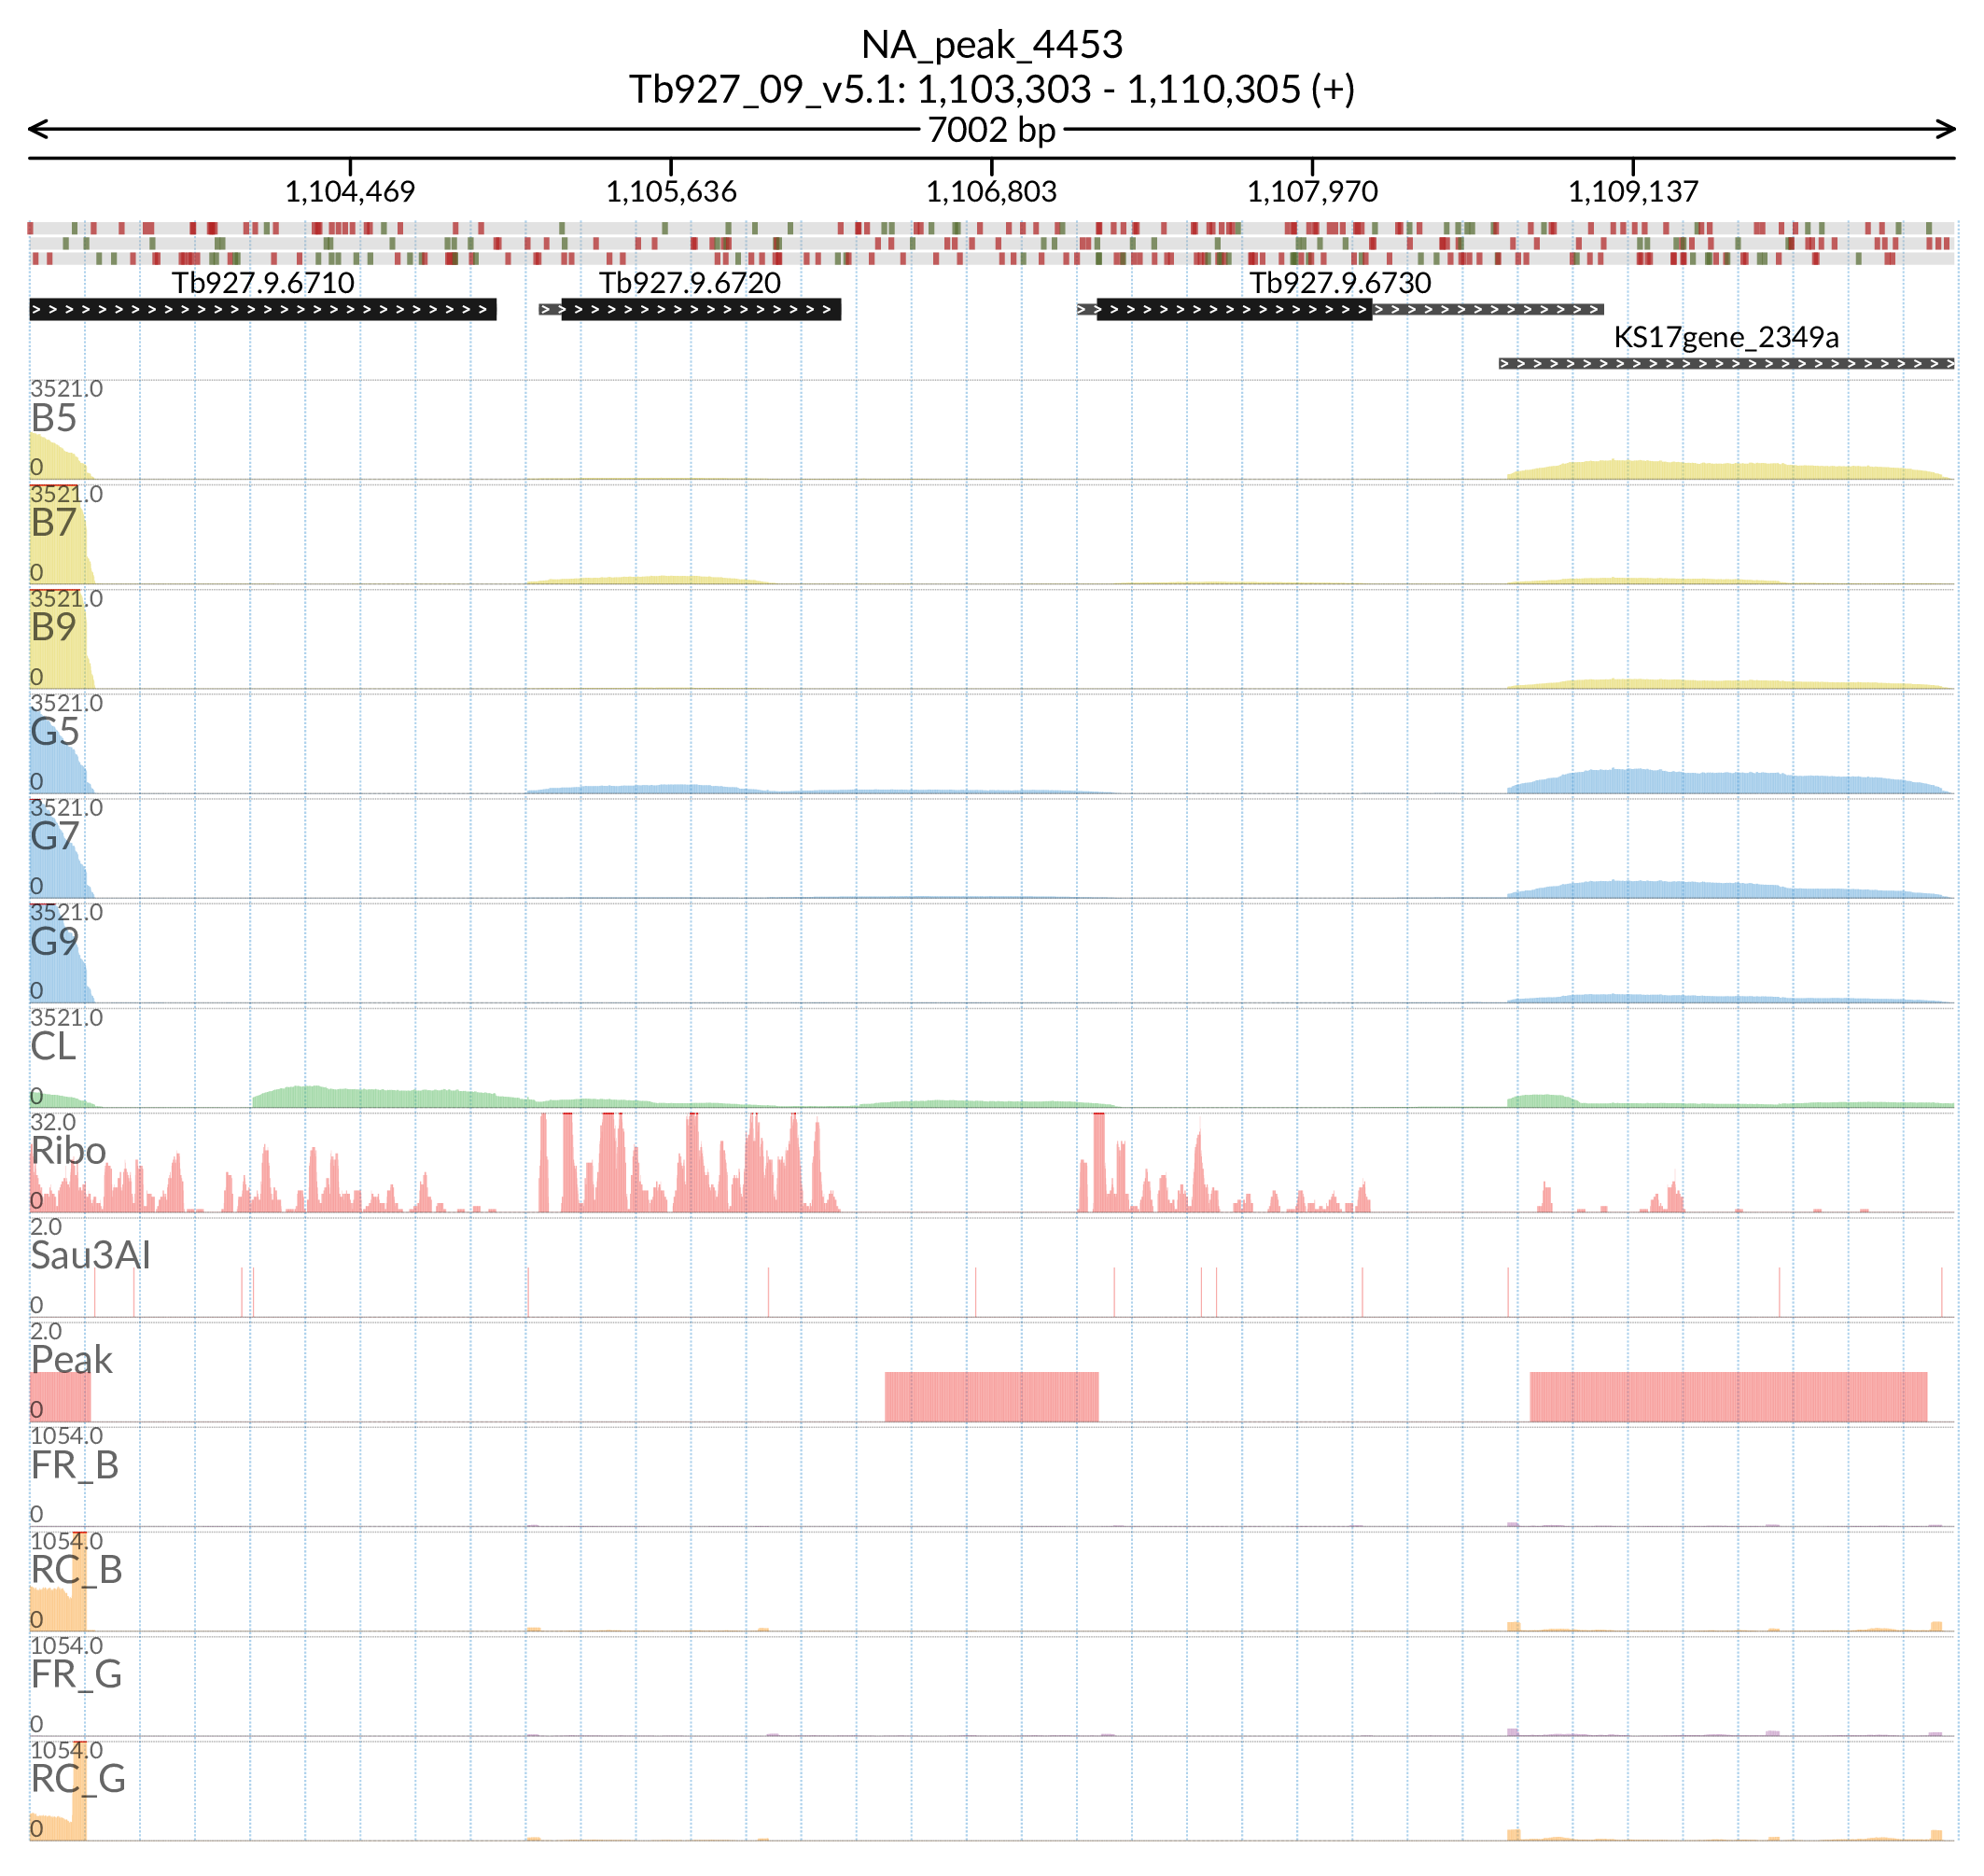 NA_peak_4453
Tb927_09_v5.1: 1,103,303 - 1,110,305 (+)
7002 bp
1,104,469 1,105,636 1,106,803 1,107,970 1,109,137
Tb927.9.6710 Tb927.9.6720 Tb927.9.6730
KS17gene_2349a
3521.0
B5
0
3521.0
B7
0
3521.0
B9
0
3521.0
G5
0
3521.0
G7
0
3521.0
G9
0
3521.0
CL
0
32.0
Ribo
0
2.0
Sau3AI
0
2.0
Peak
0
1054.0
FR_B
0
1054.0
RC_B
0
1054.0
FR_G
0
1054.0
RC_G
0